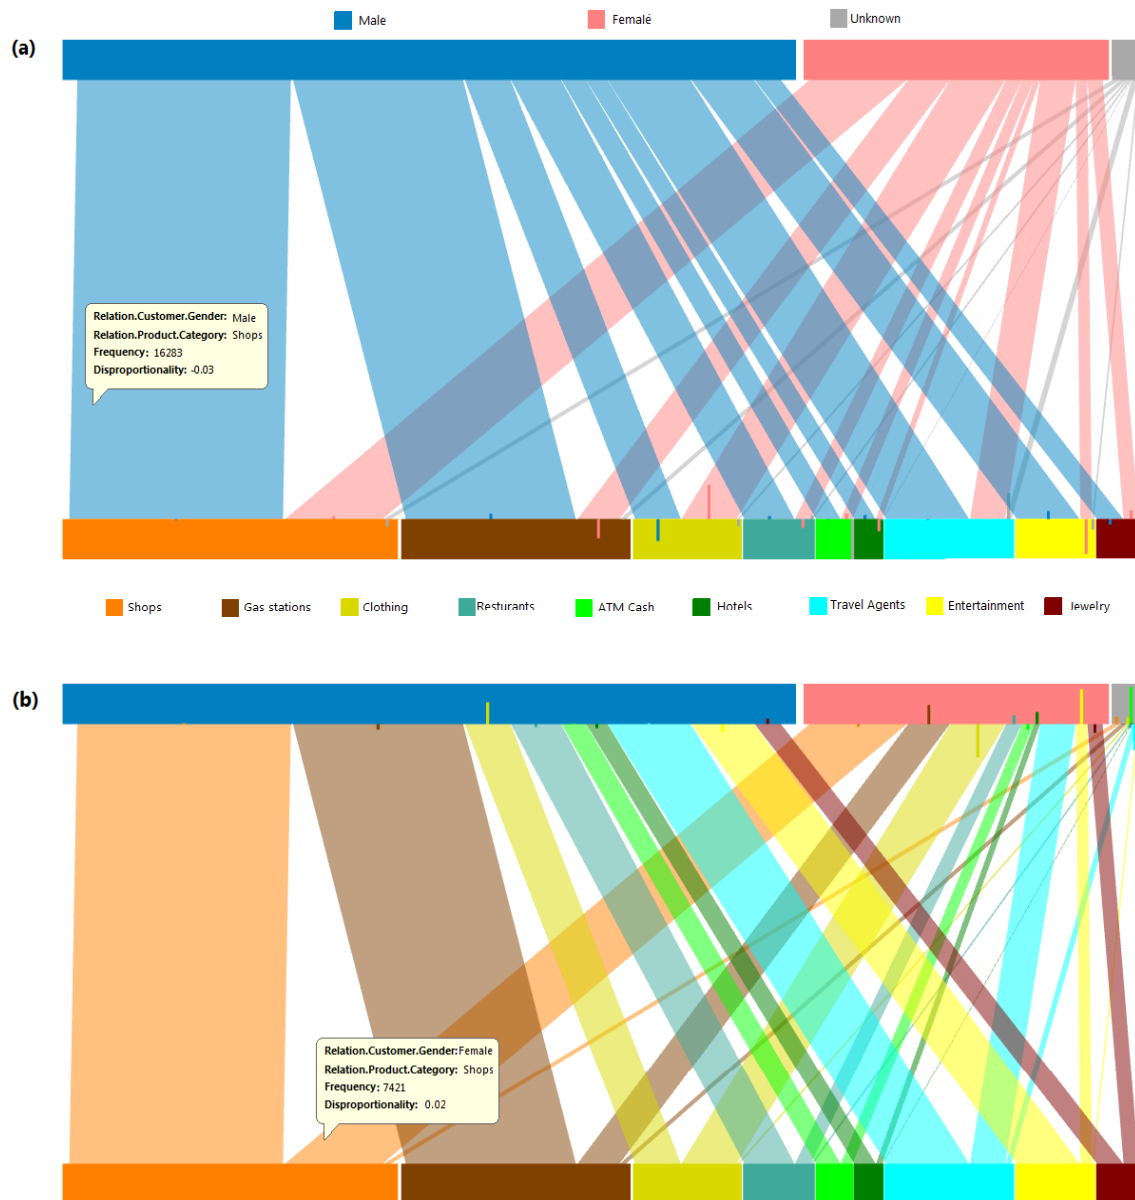 Male Femalé Unknown
(a)
Relation.Customer.Gender: Male
Relation.Product.Category: Shops
Frequency: 16283
Disproportionality: -0.03
Shops Gas stations Clothing Resturants ATM Cash Hotels Travel Agents Entertainment Jewelry
(b)
Relation.Customer.Gender:Female
Relation.Product.Category: Shops
Frequency: 7421
Disproportionality: 0.02